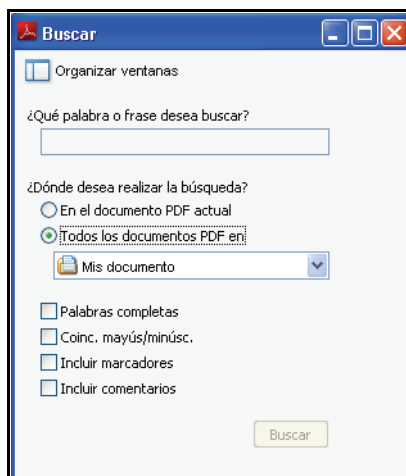 Buscar
Organizar ventanas
¿Qué palabra o frase desea buscar?
¿Dónde desea realizar la búsqueda?
En el documento PDF actual
Todos los documentos PDF en
Mis documento
Palabras completas
Coinc. mayús/minúsc.
Incluir marcadores
Incluir comentarios
Buscar